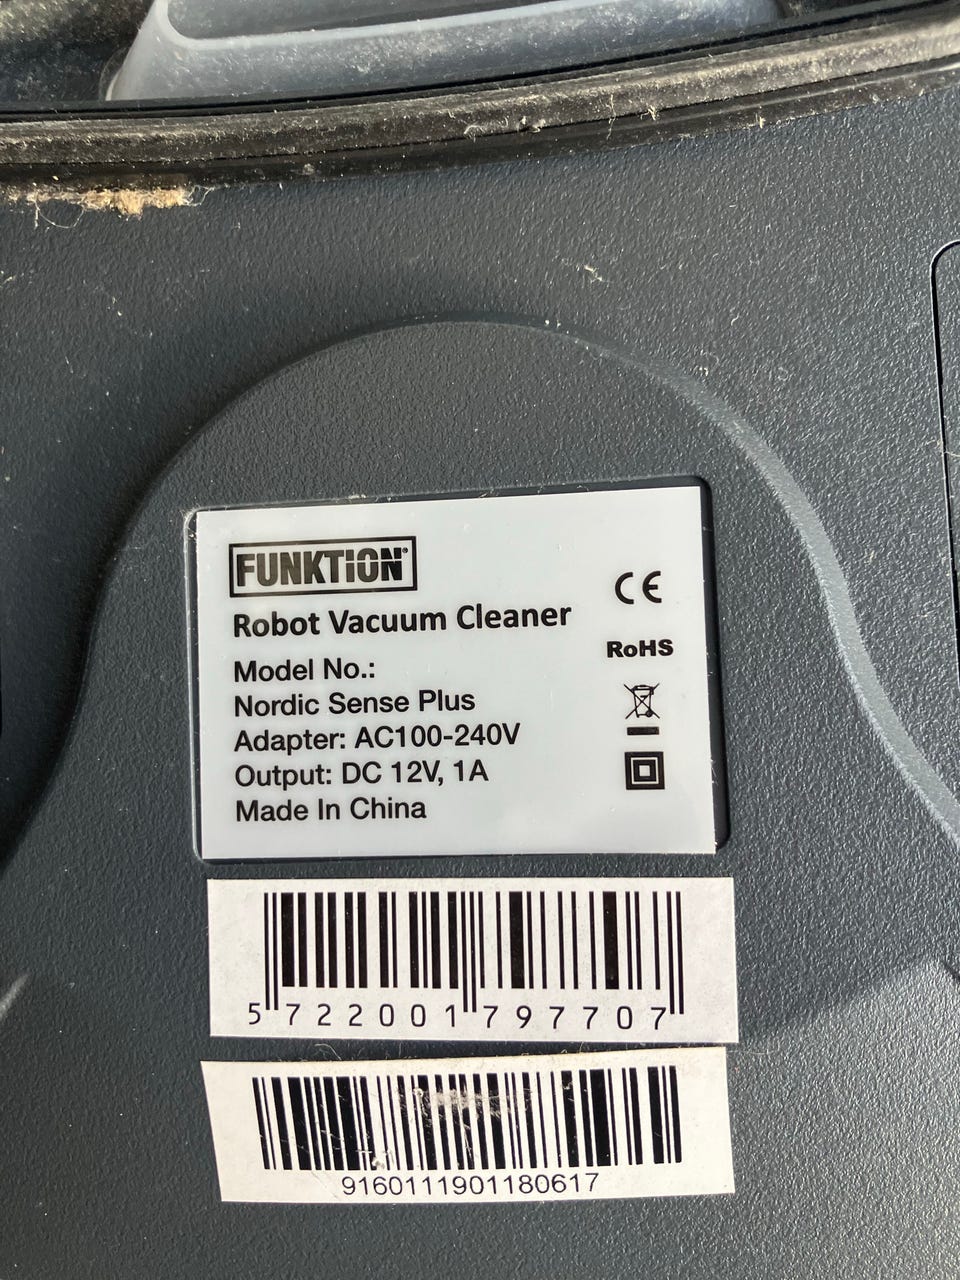 FUNKTION®
Robot Vacuum Cleaner
Model No.:
Nordic Sense Plus
Adapter: AC100-240V
Output: DC 12V, 1A
Made In China
CE
RoHS
5 722001 797707
9160111901180617